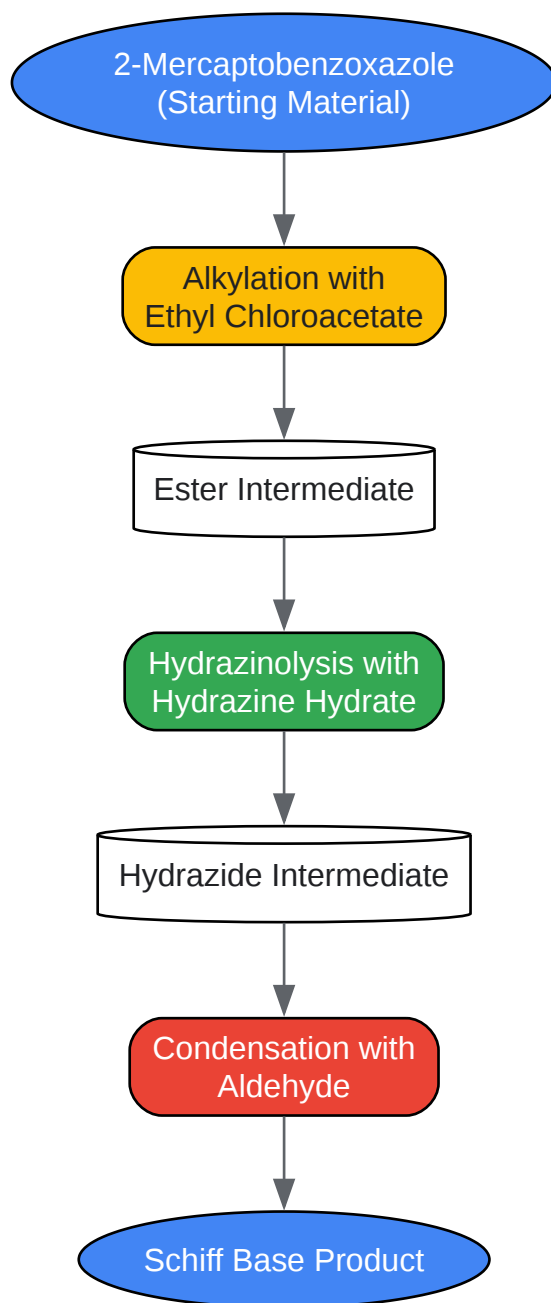 2-Mercaptobenzoxazole
(Starting Material)
Alkylation with
Ethyl Chloroacetate
Ester Intermediate
Hydrazinolysis with
Hydrazine Hydrate
Hydrazide Intermediate
Condensation with
Aldehyde
Schiff Base Product